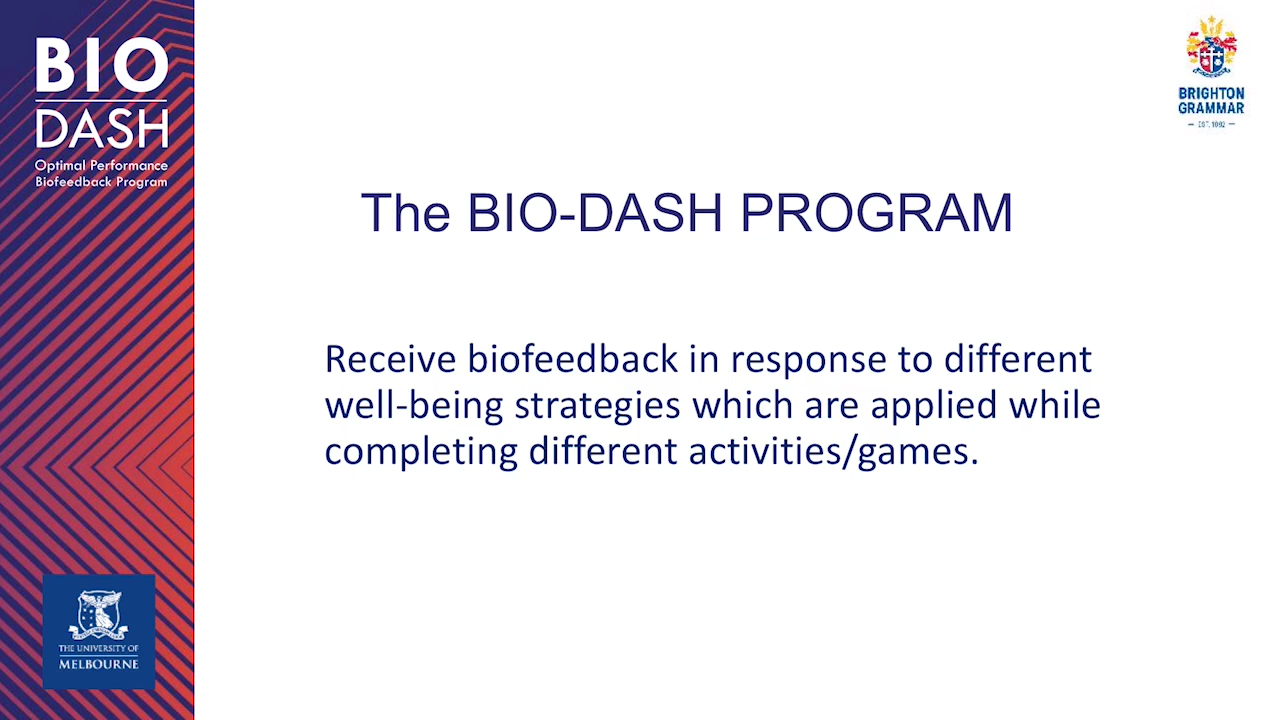 BIO
DASH
Optimal Performance
Biofeedback Program
BRIGHTON
GRAMMAR
The BIO-DASH PROGRAM
Receive biofeedback in response to different
well-being strategies which are applied while
completing different activities/games.
THE UNIVERSITY OF
MELBOURNE